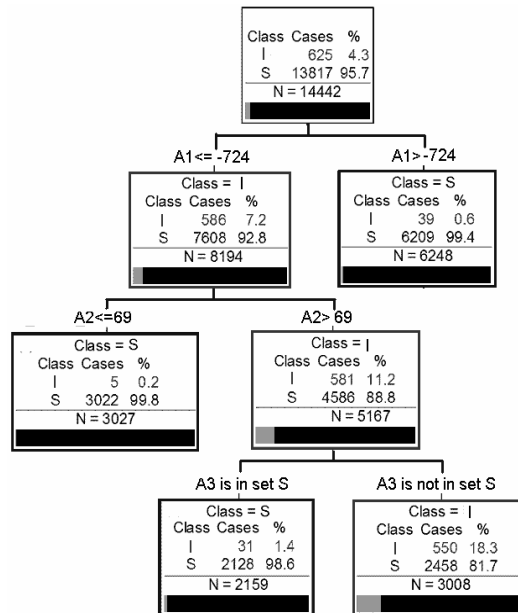 Class Cases %
I 625 4.3
S 13817 95.7
N = 14442
A1<= -724
A1>-724
Class = I
Class Cases %
I 586 7.2
S 7608 92.8
N = 8194
Class = S
Class Cases %
I 39 0.6
S 6209 99.4
N = 6248
A2<=69
A2> 69
Class = S
Class Cases %
I 5 0.2
S 3022 99.8
N = 3027
Class = I
Class Cases %
I 581 11.2
S 4586 88.8
N = 5167
A3 is in set S
A3 is not in set S
Class = S
Class Cases %
I 31 1.4
S 2128 98.6
N = 2159
Class = I
Class Cases %
I 550 18.3
S 2458 81.7
N = 3008